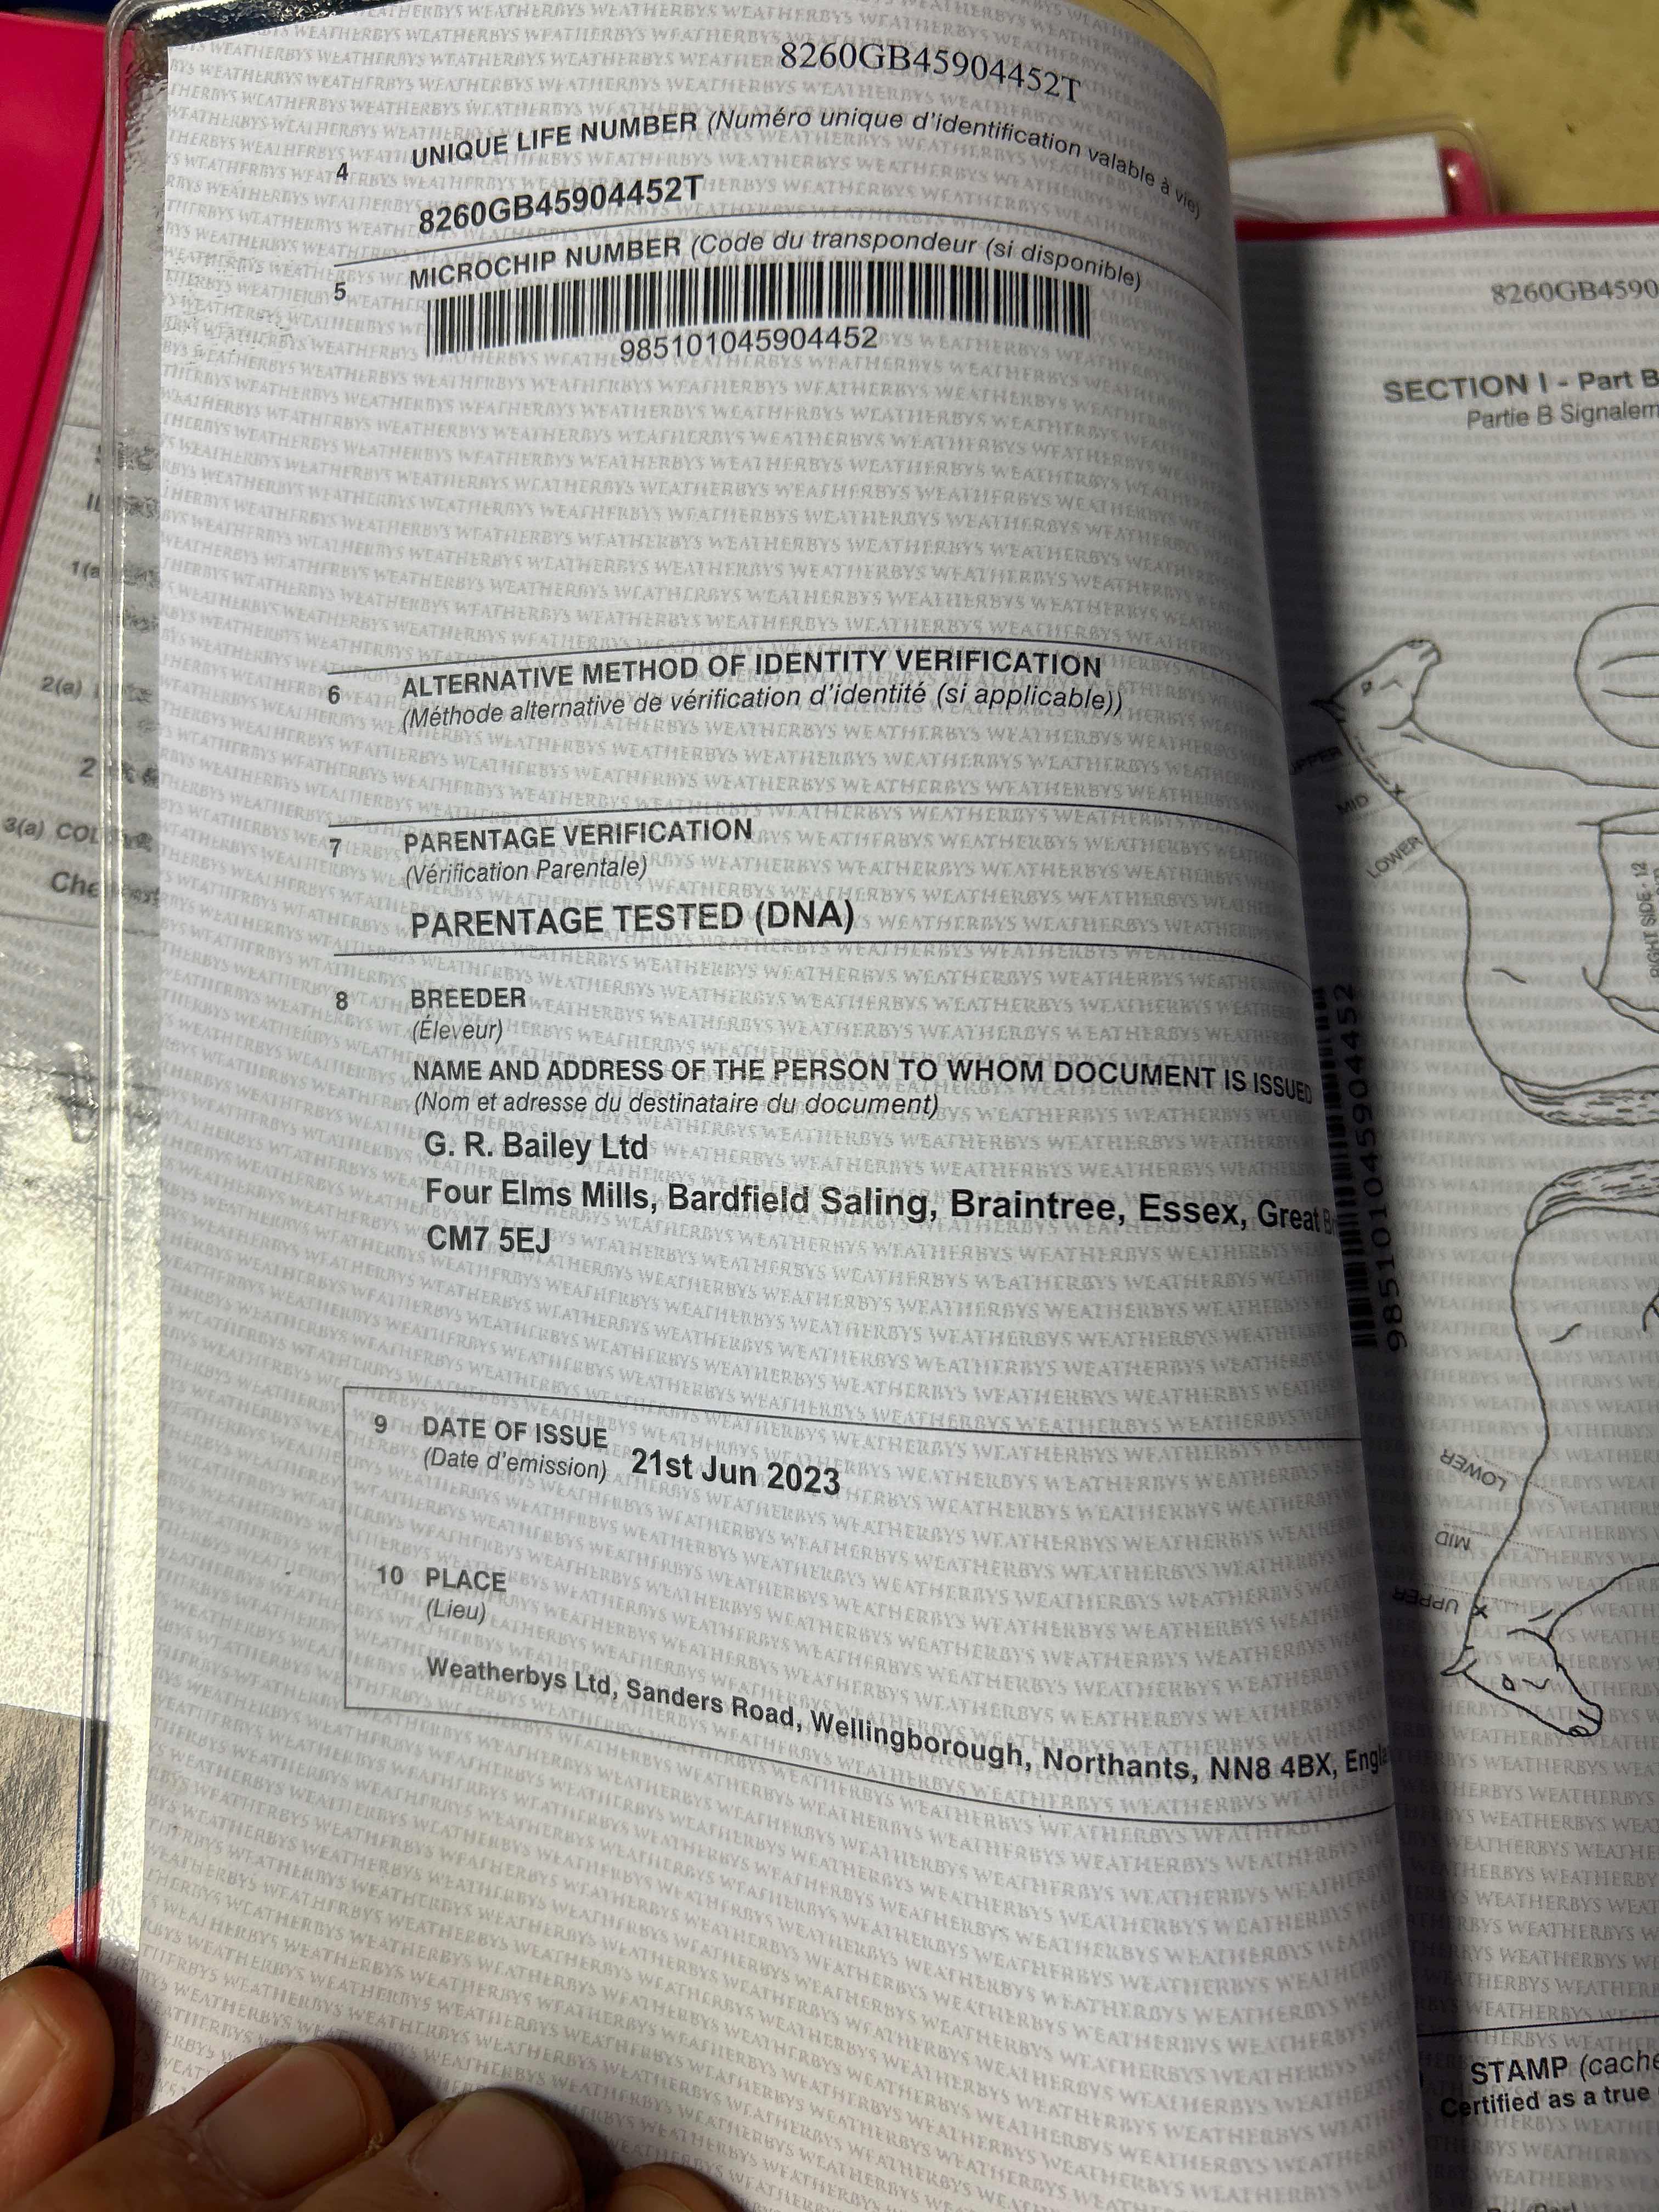 8260GB45904452T
4 UNIQUE LIFE NUMBER (Numéro unique d'identification valable à vie)
8260GB45904452T
5 MICROCHIP NUMBER (Code du transpondeur (si disponible)
985101045904452
6 ALTERNATIVE METHOD OF IDENTITY VERIFICATION
(Méthode alternative de vérification d'identité (si applicable))
7 PARENTAGE VERIFICATION
(Vérification Parentale)
PARENTAGE TESTED (DNA)
8 BREEDER
(Éleveur)
NAME AND ADDRESS OF THE PERSON TO WHOM DOCUMENT IS ISSUED
(Nom et adresse du destinataire du document)
G. R. Bailey Ltd
Four Elms Mills, Bardfield Saling, Braintree, Essex, Great
CM7 5EJ
9 DATE OF ISSUE
(Date d'emission) 21st Jun 2023
10 PLACE
(Lieu)
Weatherbys Ltd, Sanders Road, Wellingborough, Northants, NN8 4BX,
2(a)
3(a)
8260GB4590
SECTION I - Part B
Partie B
UPPER
MID
LOWER
RIGHT SIDE - 12
985101045904452
LOWER
MID
UPPER
STAMP
Certified as a true